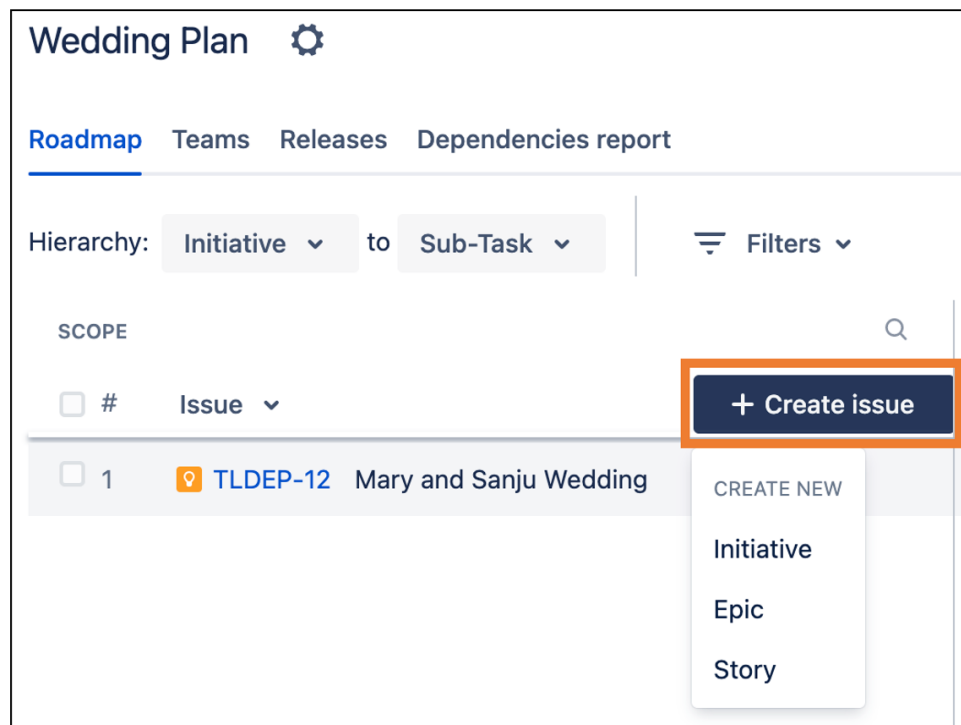 Wedding Plan
Roadmap Teams Releases Dependencies report
Hierarchy: Initiative to Sub-Task Filters
SCOPE
# Issue + Create issue
1 TLDEP-12 Mary and Sanju Wedding
CREATE NEW
Initiative
Epic
Story